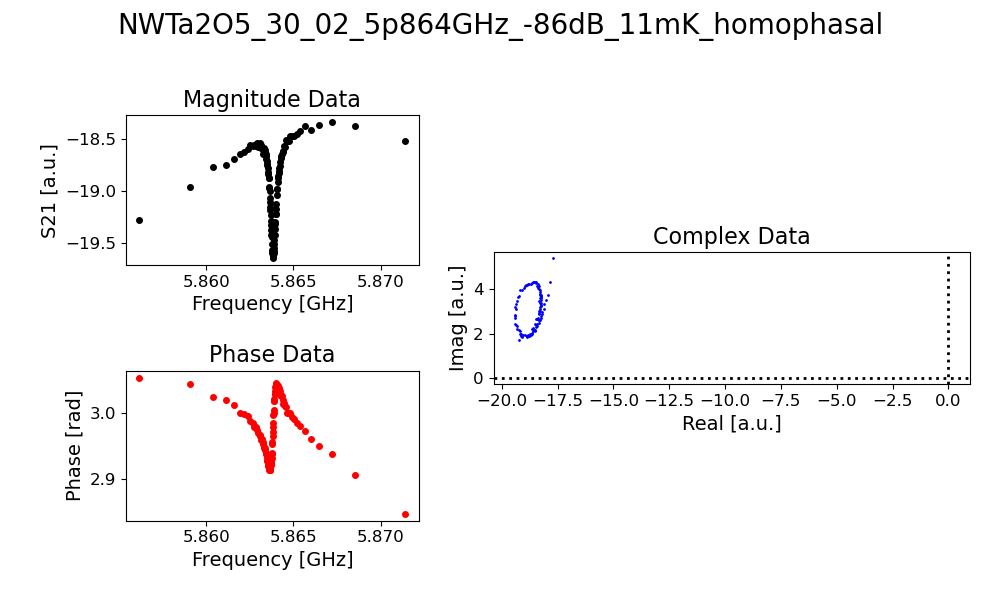 NWTa2O5_30_02_5p864GHz_-86dB_11mK_homophasal
Magnitude Data
S21 [a.u.]
−18.5
−19.0
−19.5
5.860 5.865 5.870
Frequency [GHz]
Phase Data
Phase [rad]
3.0
2.9
5.860 5.865 5.870
Frequency [GHz]
Complex Data
Imag [a.u.]
4
2
0
−20.0 −17.5 −15.0 −12.5 −10.0 −7.5 −5.0 −2.5 0.0
Real [a.u.]